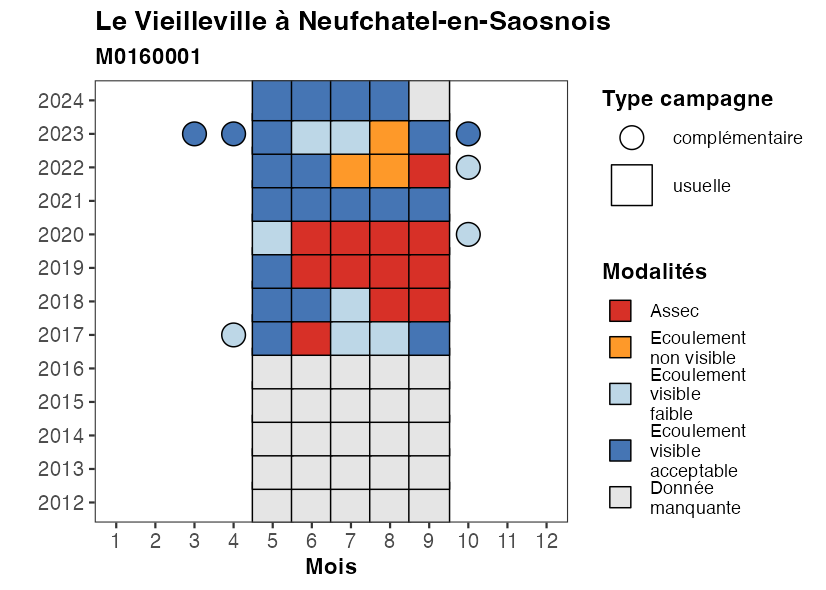 Le Vieilleville à Neufchatel-en-Saosnois
M0160001
2024
2023
2022
2021
2020
2019
2018
2017
2016
2015
2014
2013
2012
1 2 3 4 5 6 7 8 9 10 11 12
Mois
Type campagne
complémentaire
usuelle
Modalités
Assec
Ecoulement
non visible
Ecoulement
visible
faible
Ecoulement
visible
acceptable
Donnée
manquante